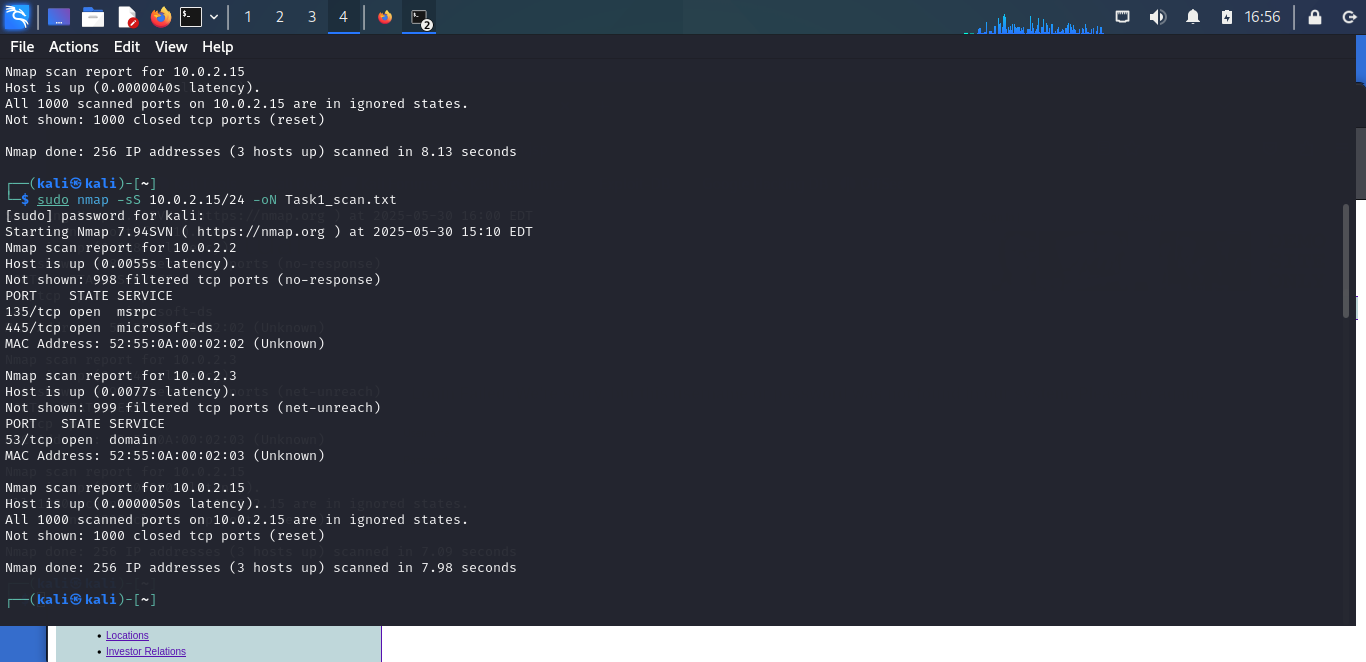 1 2 3 4 2 16:56
File Actions Edit View Help
Nmap scan report for 10.0.2.15
Host is up (0.0000040s latency).
All 1000 scanned ports on 10.0.2.15 are in ignored states.
Not shown: 1000 closed tcp ports (reset)
Nmap done: 256 IP addresses (3 hosts up) scanned in 8.13 seconds
┌──(kali㉿kali)-[~]
└─$ sudo nmap -sS 10.0.2.15/24 -oN Task1_scan.txt
[sudo] password for kali:
Starting Nmap 7.94SVN ( https://nmap.org ) at 2025-05-30 15:10 EDT
Nmap scan report for 10.0.2.2
Host is up (0.0055s latency).
Not shown: 998 filtered tcp ports (no-response)
PORT    STATE SERVICE
135/tcp open  msrpc
445/tcp open  microsoft-ds
MAC Address: 52:55:0A:00:02:02 (Unknown)
Nmap scan report for 10.0.2.3
Host is up (0.0077s latency).
Not shown: 999 filtered tcp ports (net-unreach)
PORT   STATE SERVICE
53/tcp open  domain
MAC Address: 52:55:0A:00:02:03 (Unknown)
Nmap scan report for 10.0.2.15
Host is up (0.0000050s latency).
All 1000 scanned ports on 10.0.2.15 are in ignored states.
Not shown: 1000 closed tcp ports (reset)
Nmap done: 256 IP addresses (3 hosts up) scanned in 7.98 seconds
┌──(kali㉿kali)-[~]
• Locations
• Investor Relations